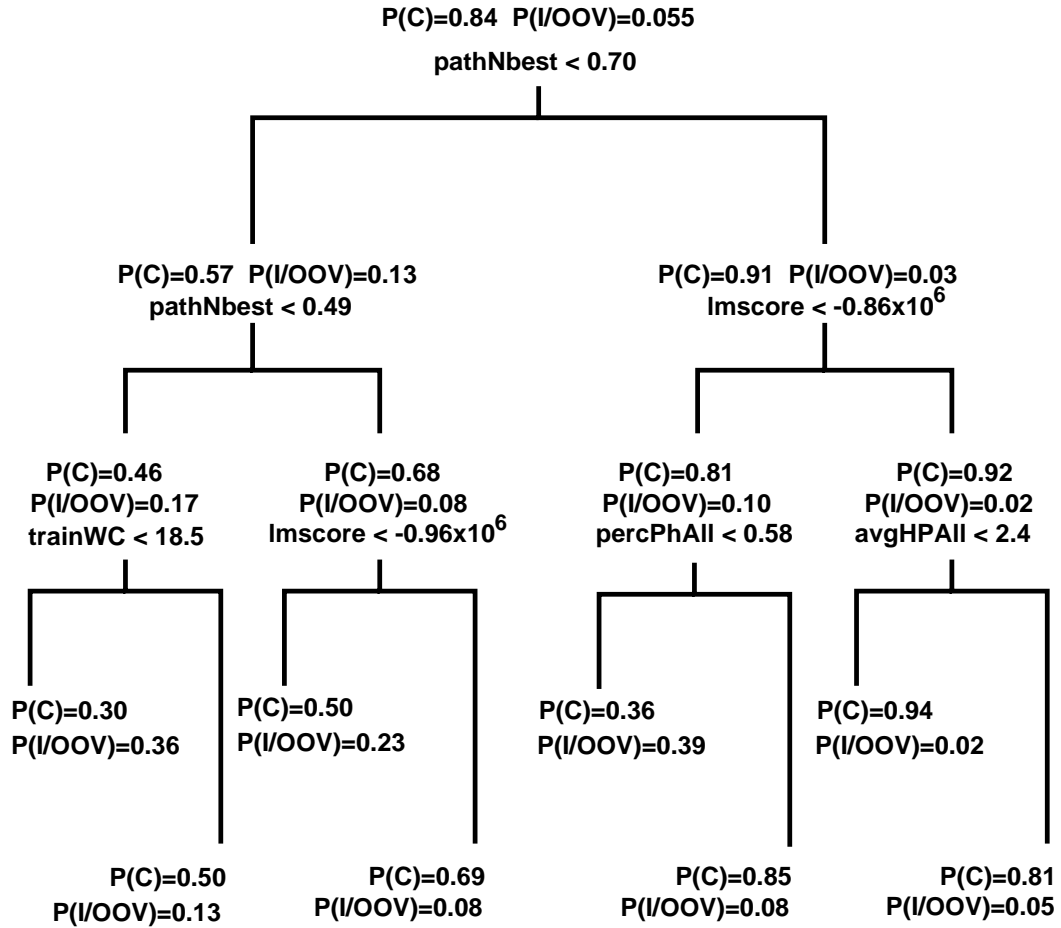 P(C)=0.84 P(I/OOV)=0.055
pathNbest < 0.70
P(C)=0.57 P(I/OOV)=0.13
pathNbest < 0.49
P(C)=0.91 P(I/OOV)=0.03
lmscore < -0.86x10^6
P(C)=0.46
P(I/OOV)=0.17
trainWC < 18.5
P(C)=0.68
P(I/OOV)=0.08
lmscore < -0.96x10^6
P(C)=0.81
P(I/OOV)=0.10
percPhAll < 0.58
P(C)=0.92
P(I/OOV)=0.02
avgHPAll < 2.4
P(C)=0.30
P(I/OOV)=0.36
P(C)=0.50
P(I/OOV)=0.23
P(C)=0.36
P(I/OOV)=0.39
P(C)=0.94
P(I/OOV)=0.02
P(C)=0.50
P(I/OOV)=0.13
P(C)=0.69
P(I/OOV)=0.08
P(C)=0.85
P(I/OOV)=0.08
P(C)=0.81
P(I/OOV)=0.05